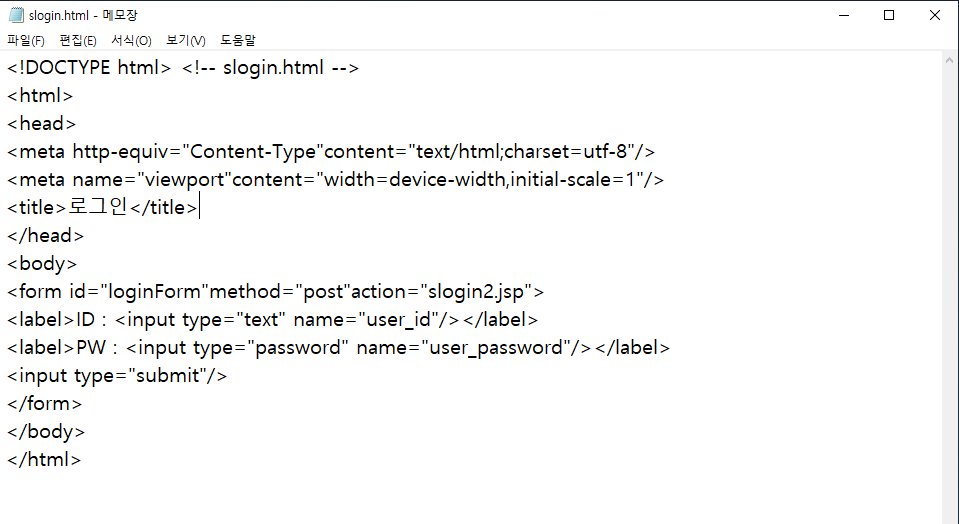 slogin.html - 메모장
파일(F) 편집(E) 서식(O) 보기(V) 도움말
<!DOCTYPE html> <!-- slogin.html -->
<html>
<head>
<meta http-equiv="Content-Type"content="text/html;charset=utf-8"/>
<meta name="viewport"content="width=device-width,initial-scale=1"/>
<title>로그인</title>
</head>
<body>
<form id="loginForm"method="post"action="slogin2.jsp">
<label>ID : <input type="text" name="user_id"/></label>
<label>PW : <input type="password" name="user_password"/></label>
<input type="submit"/>
</form>
</body>
</html>